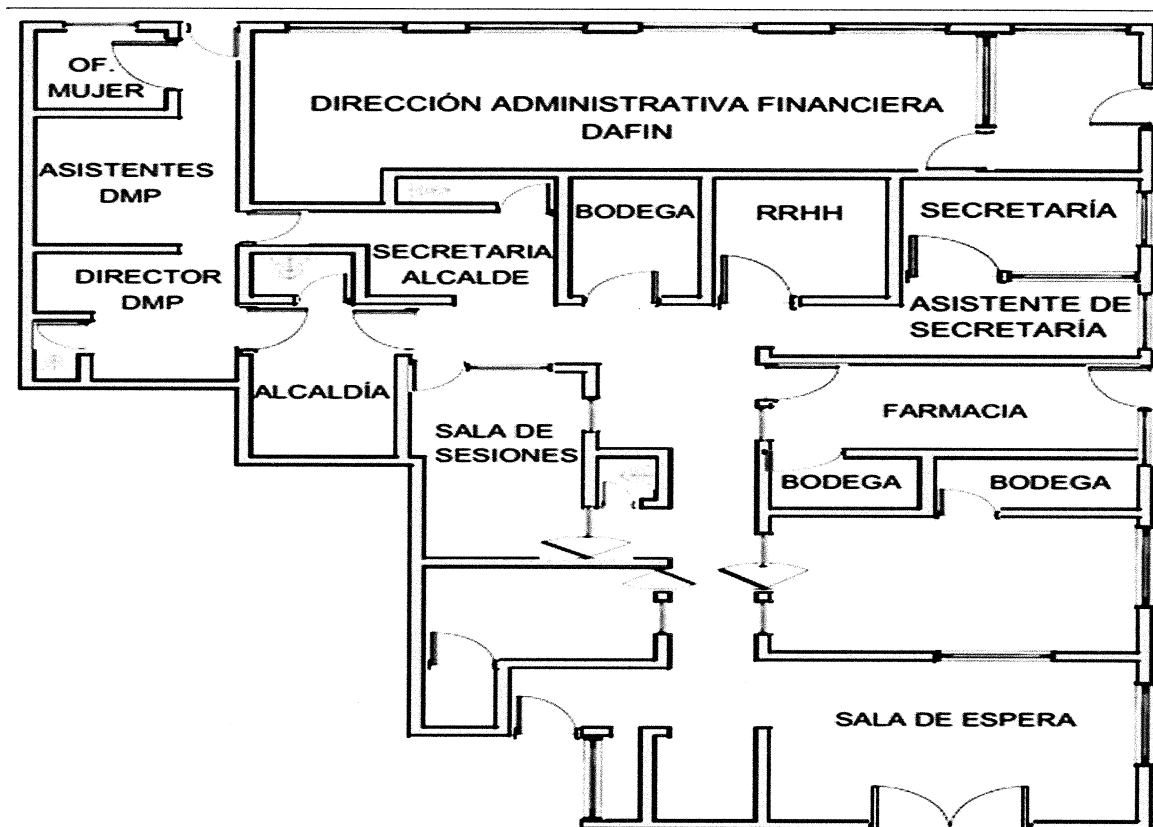 OF.
MUJER
DIRECCIÓN ADMINISTRATIVA FINANCIERA
DAFIN
ASISTENTES
DMP
BODEGA
RRHH
SECRETARÍA
SECRETARIA
ALCALDE
DIRECTOR
DMP
ASISTENTE DE
SECRETARÍA
ALCALDÍA
FARMACIA
SALA DE
SESIONES
BODEGA
BODEGA
SALA DE ESPERA